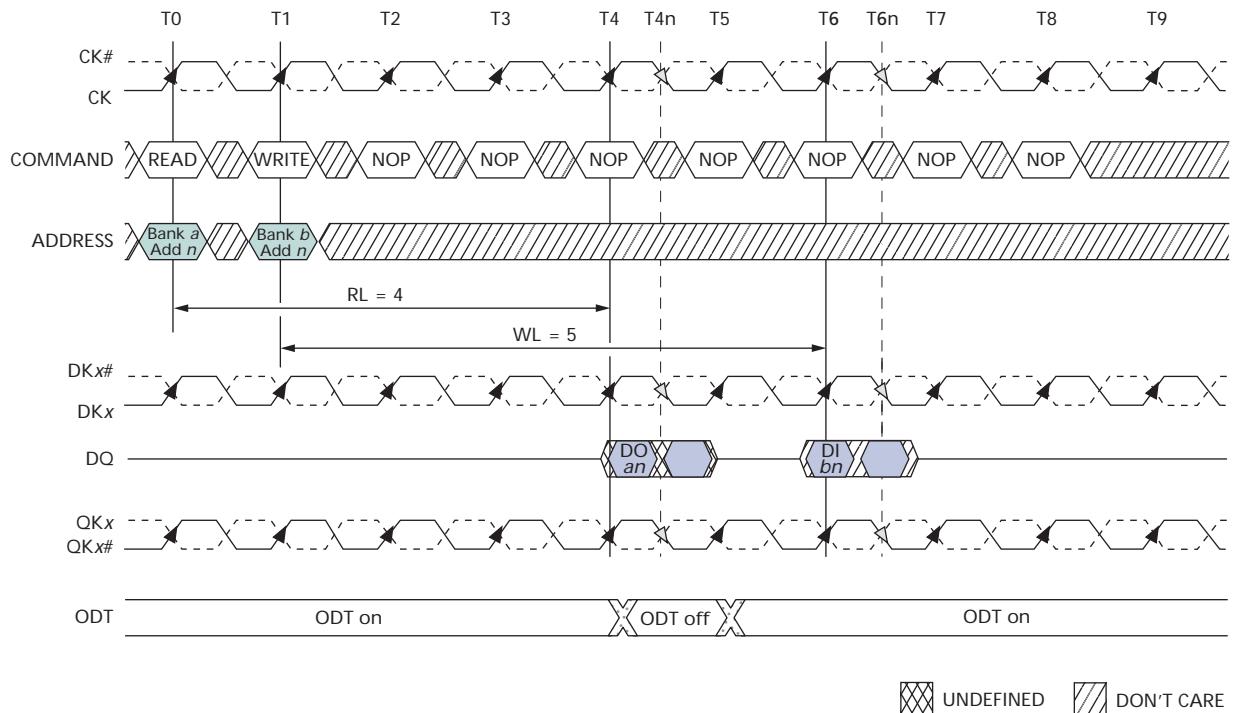 T0 T1 T2 T3 T4 T4n T5 T6 T6n T7 T8 T9
CK#
CK
COMMAND READ WRITE NOP NOP NOP NOP NOP NOP NOP
ADDRESS Bank a Bank b
Add n Add n
RL = 4
WL = 5
DKx#
DKx
DQ DO DI
an bn
QKx
QKx#
ODT ODT on ODT off ODT on
UNDEFINED DON'T CARE